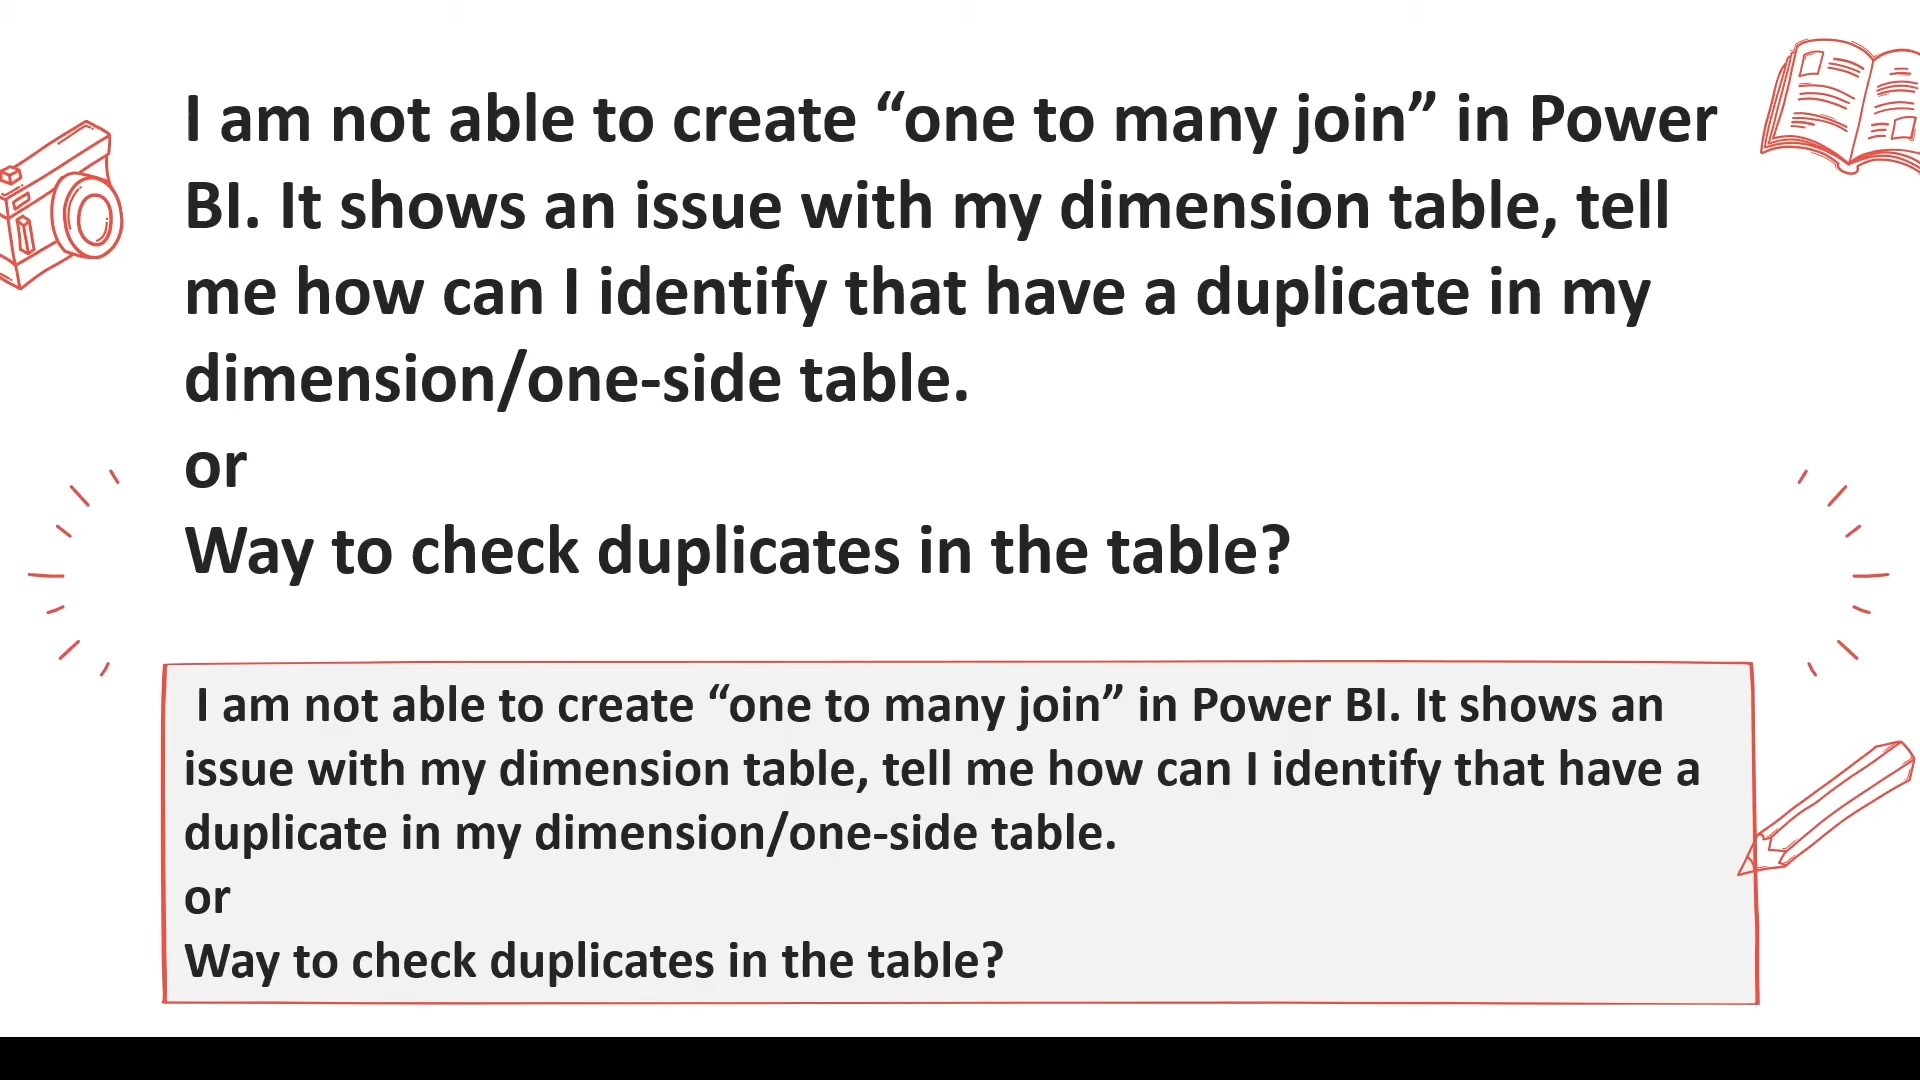 I am not able to create “one to many join” in Power
BI. It shows an issue with my dimension table, tell
me how can I identify that have a duplicate in my
dimension/one-side table.
or
Way to check duplicates in the table?
I am not able to create “one to many join” in Power BI. It shows an
issue with my dimension table, tell me how can I identify that have a
duplicate in my dimension/one-side table.
or
Way to check duplicates in the table?